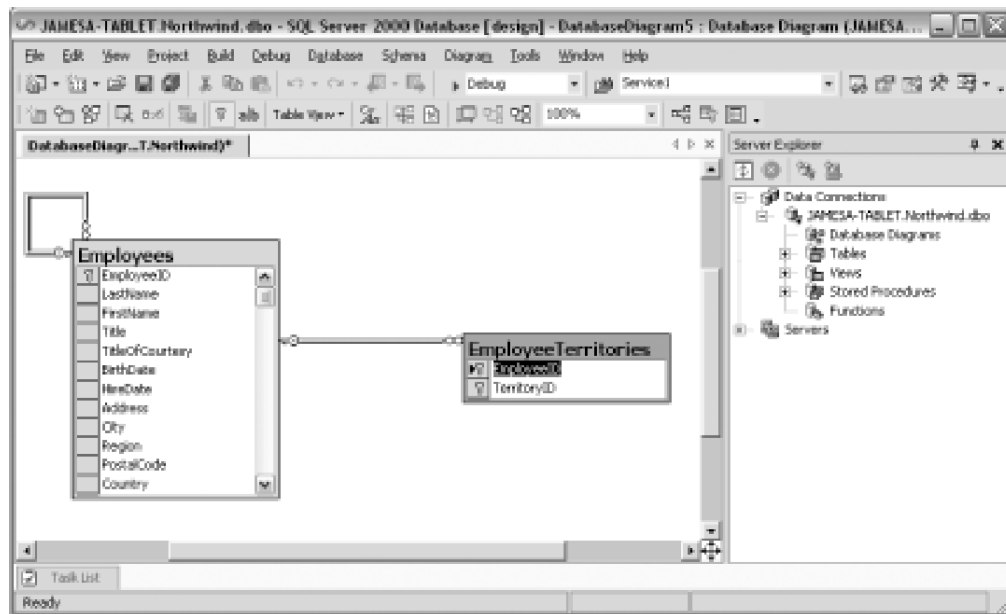 JAMESA-TABLET.Northwind.dbo - SQL Server 2000 Database [design] - DatabaseDiagram5 : Database Diagram (JAMESA...
File Edit View Project Build Debug Database Schema Diagram Tools Window Help
Debug Service1
Table View 100%
DatabaseDiagr...T.Northwind)*
Server Explorer
Data Connections
JAMESA-TABLET.Northwind.dbo
Database Diagrams
Tables
Views
Stored Procedures
Functions
Servers
Employees
EmployeeID
LastName
FirstName
Title
TitleOfCourtesy
BirthDate
HireDate
Address
City
Region
PostalCode
Country
EmployeeTerritories
EmployeeID
TerritoryID
Task List
Ready